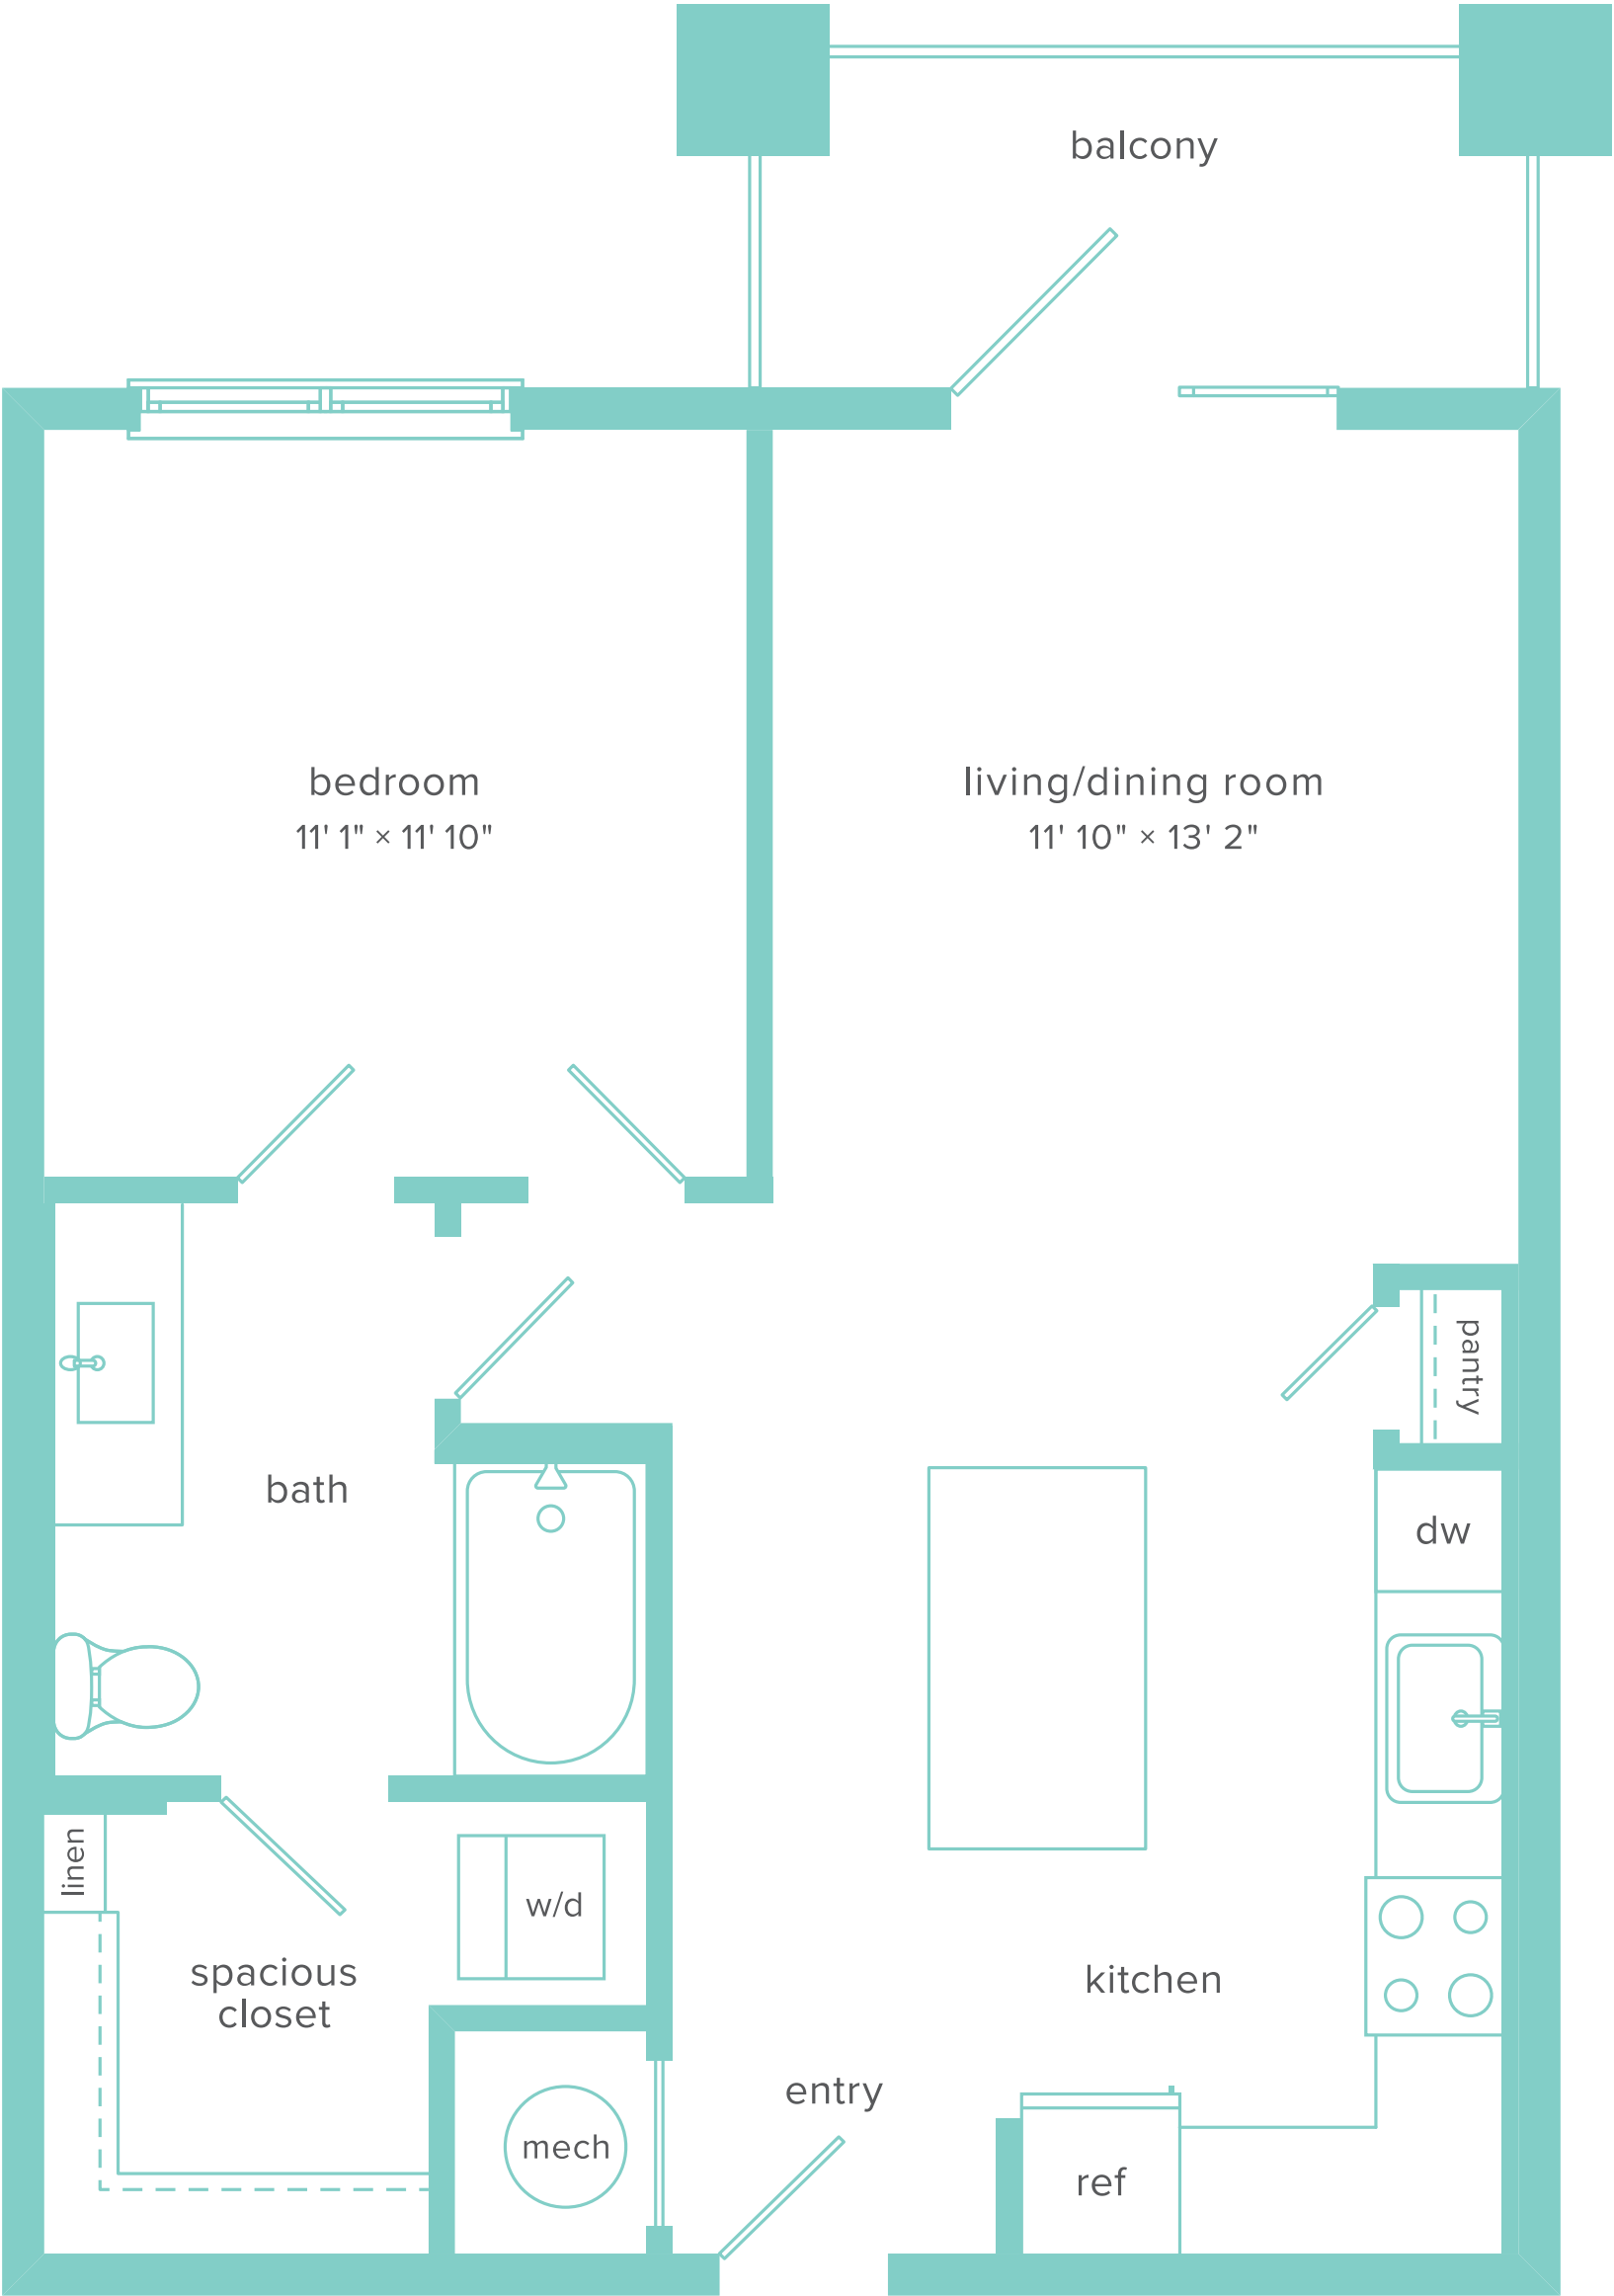 balcony
bedroom
11' 1" × 11' 10"
living/dining room
11' 10" × 13' 2"
pantry
bath
dw
linen
w/d
spacious
closet
kitchen
entry
mech
ref